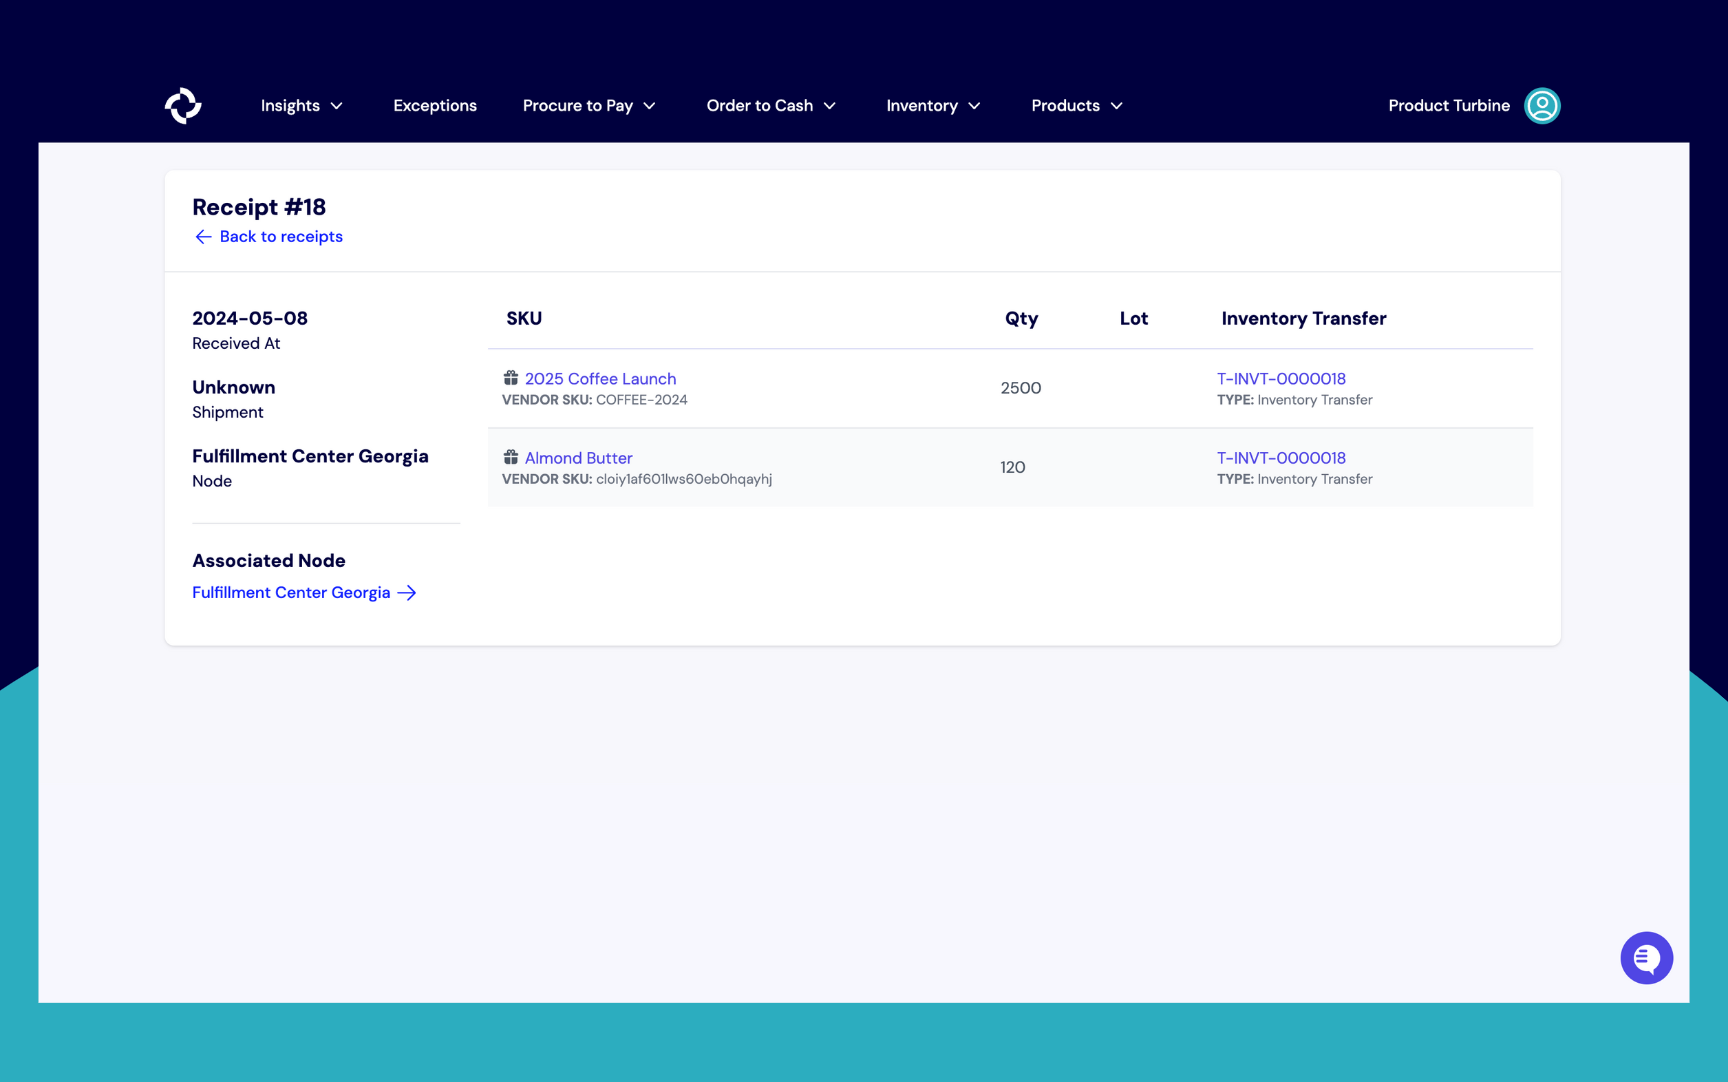 Insights
Exceptions
Procure to Pay
Order to Cash
Inventory
Products
Product Turbine
Receipt #18
Back to receipts
2024-05-08
Received At
Unknown
Shipment
Fulfillment Center Georgia
Node
Associated Node
Fulfillment Center Georgia
SKU Qty Lot Inventory Transfer
2025 Coffee Launch 2500 T-INVT-0000018
VENDOR SKU: COFFEE-2024 TYPE: Inventory Transfer
Almond Butter 120 T-INVT-0000018
VENDOR SKU: cloiy1af601lws60eb0hqayhj TYPE: Inventory Transfer